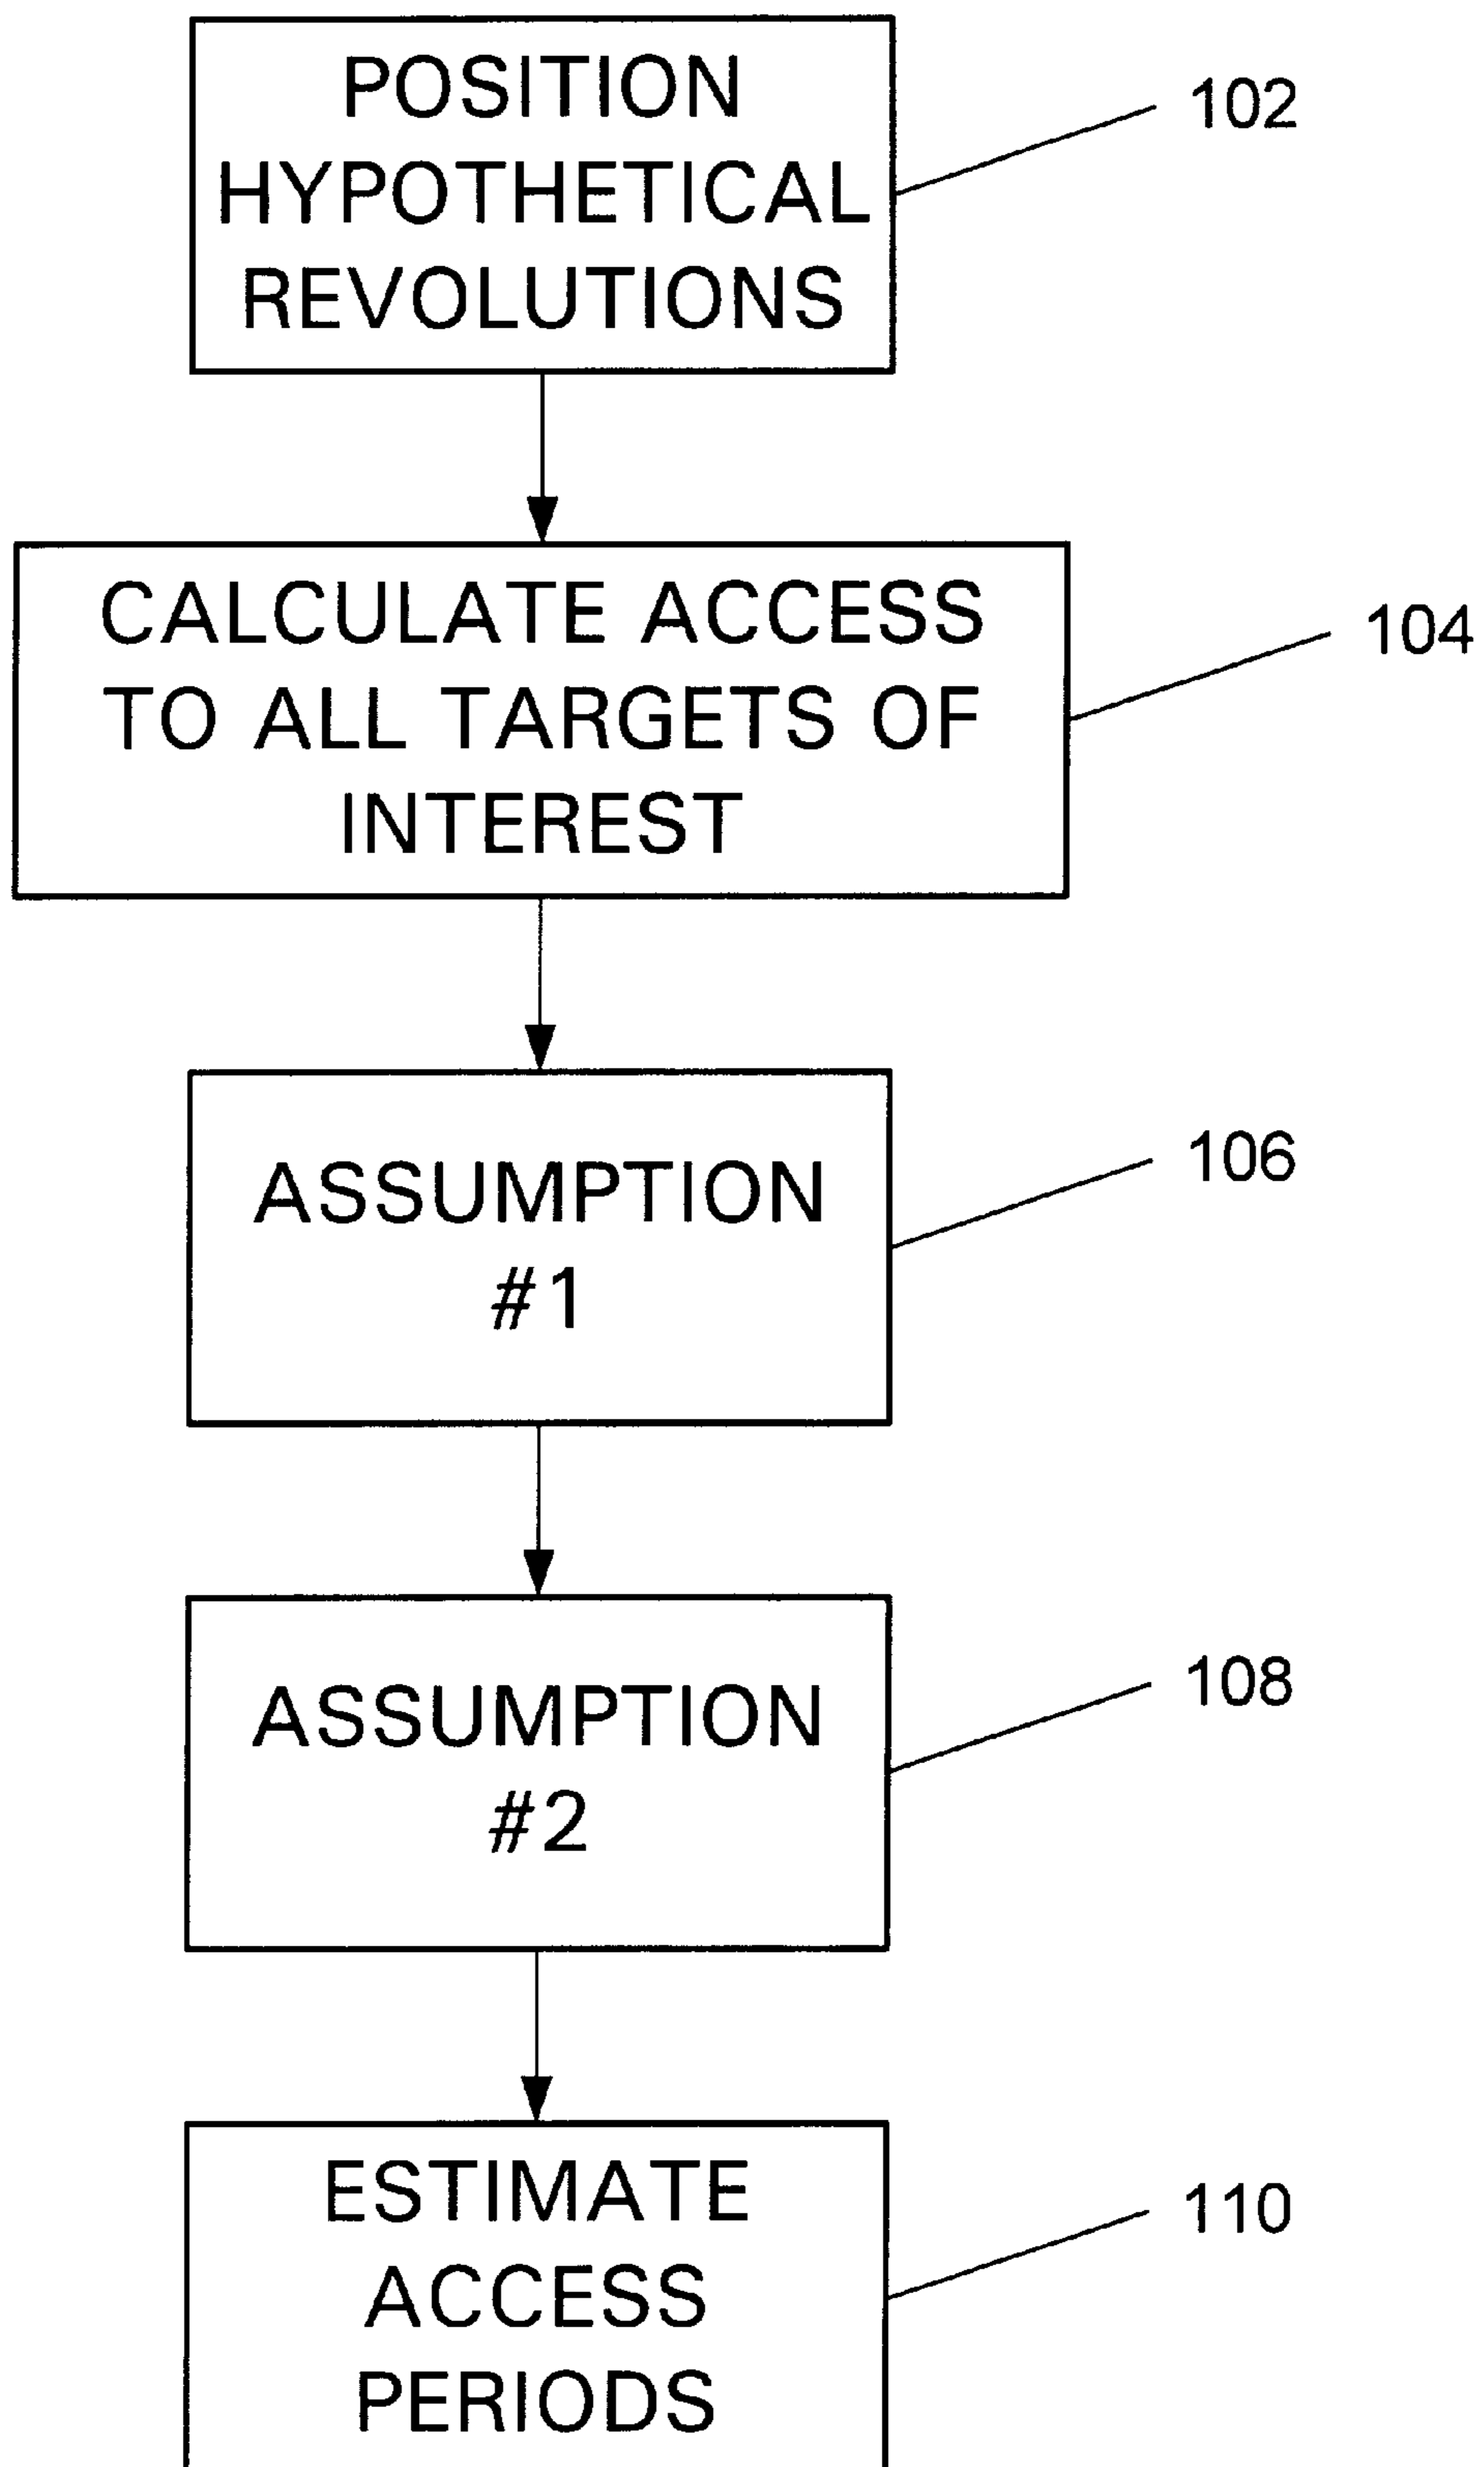 POSITION
HYPOTHETICAL
REVOLUTIONS
102
CALCULATE ACCESS
TO ALL TARGETS OF
INTEREST
104
ASSUMPTION
#1
106
ASSUMPTION
#2
108
ESTIMATE
ACCESS
PERIODS
110